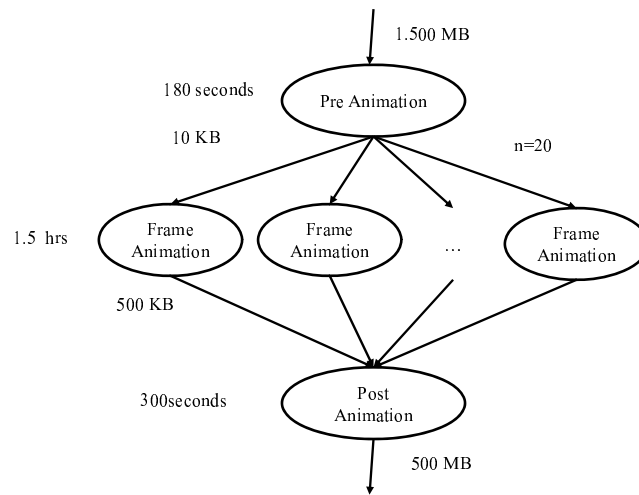 1.500 MB
180 seconds
Pre Animation
10 KB
n=20
1.5 hrs
Frame
Animation
Frame
Animation
...
Frame
Animation
500 KB
300seconds
Post
Animation
500 MB